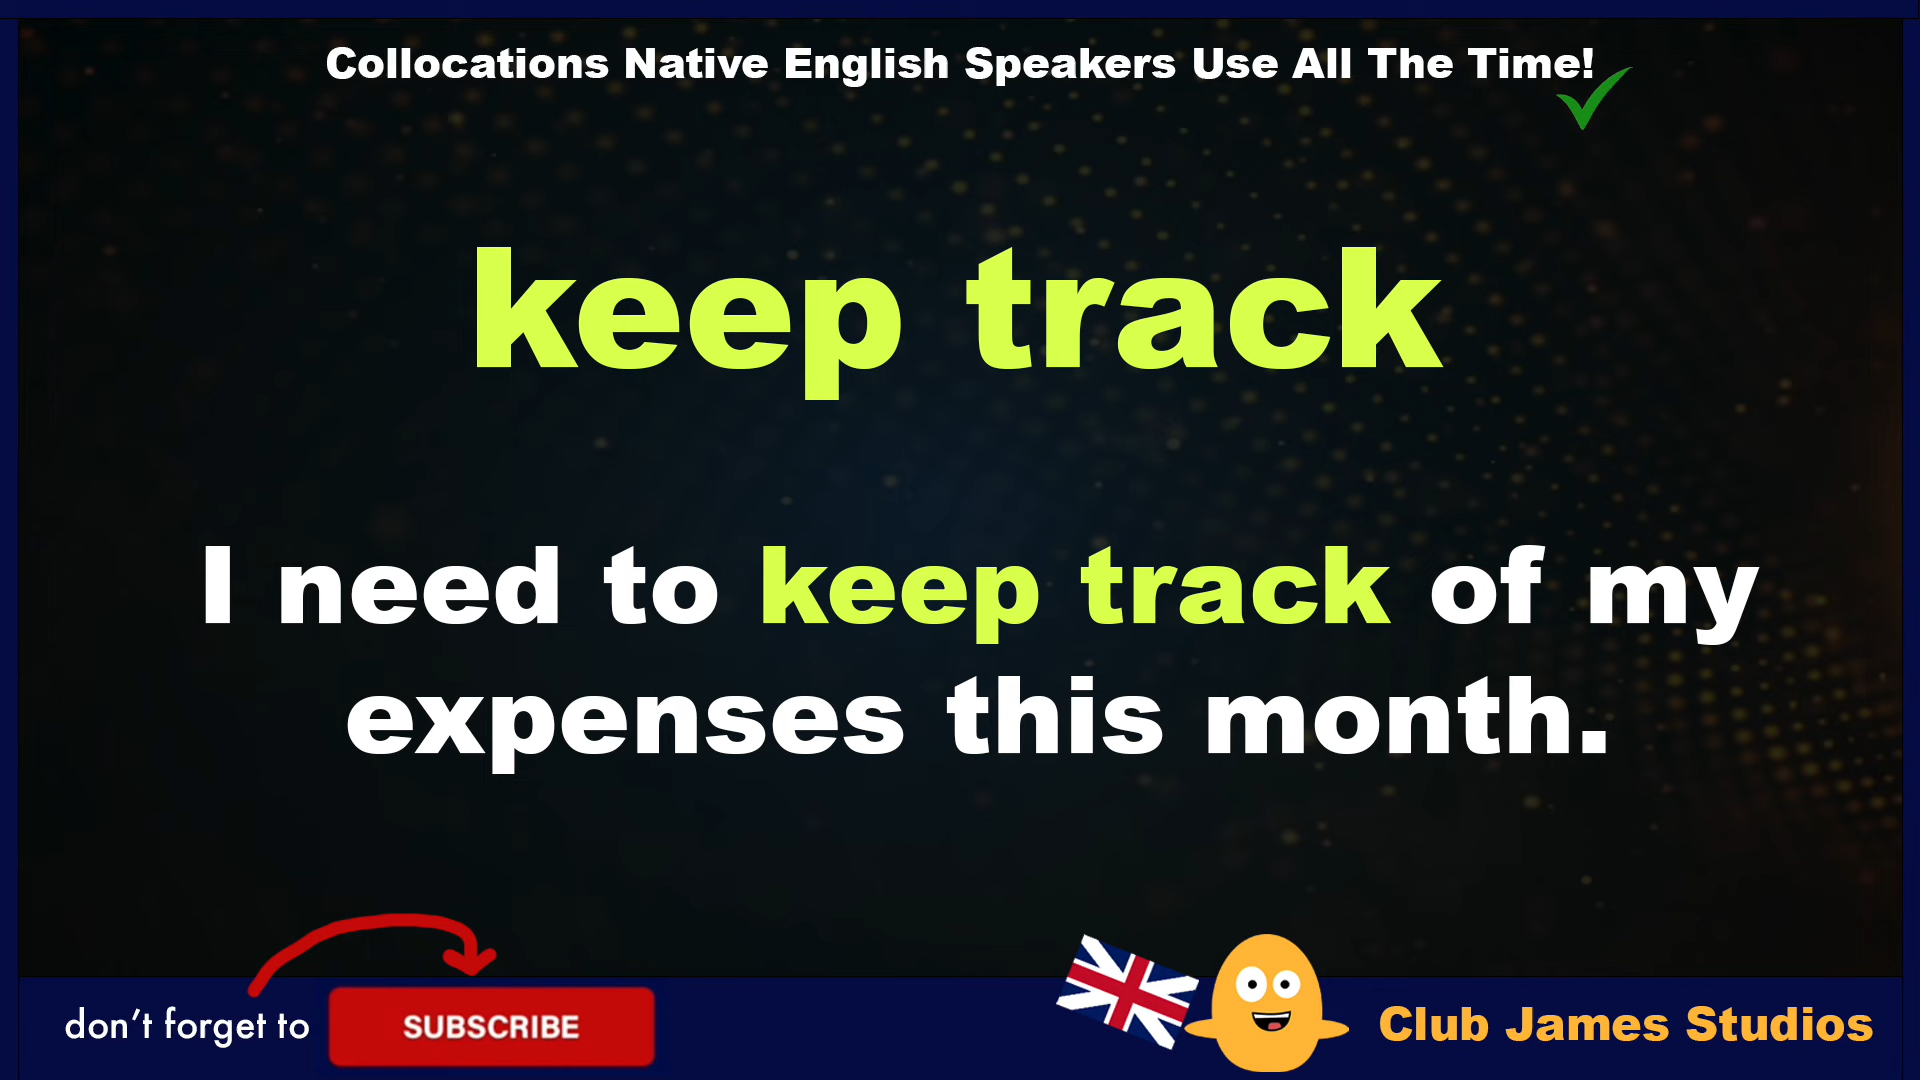 Collocations Native English Speakers Use All The Time!
keep track
I need to keep track of my
expenses this month.
don't forget to
SUBSCRIBE
Club James Studios